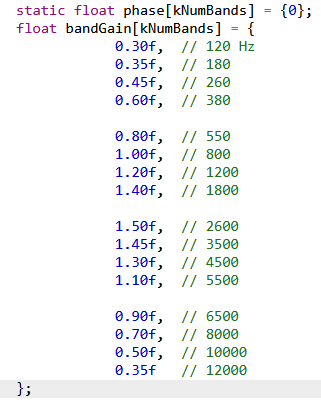 static float phase[kNumBands] = {0};
float bandGain[kNumBands] = {
0.30f, // 120 Hz
0.35f, // 180
0.45f, // 260
0.60f, // 380
0.80f, // 550
1.00f, // 800
1.20f, // 1200
1.40f, // 1800
1.50f, // 2600
1.45f, // 3500
1.30f, // 4500
1.10f, // 5500
0.90f, // 6500
0.70f, // 8000
0.50f, // 10000
0.35f // 12000
};